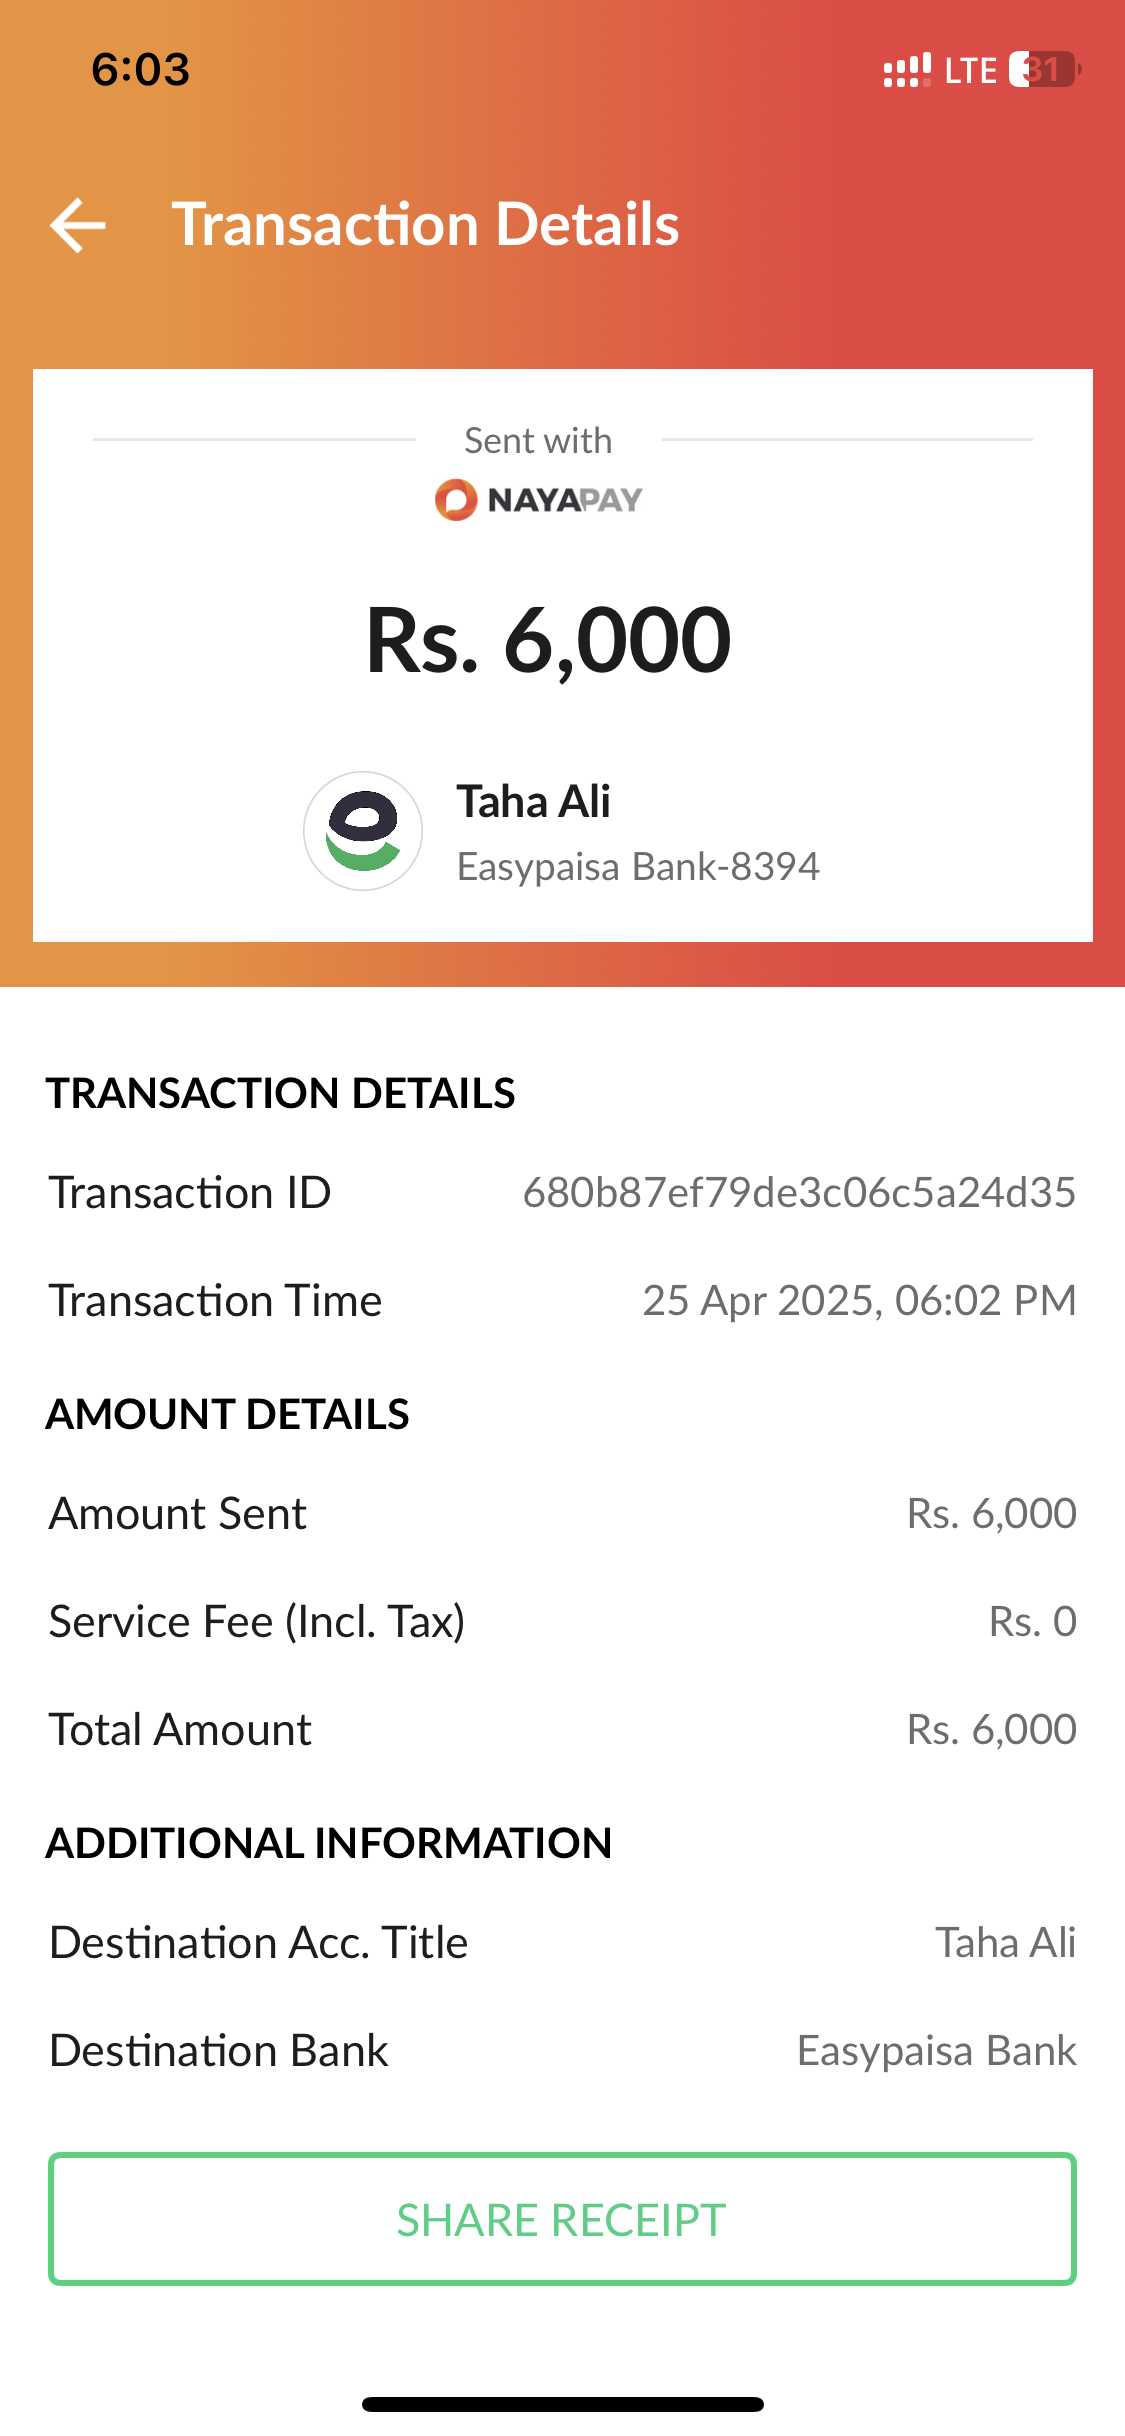 6:03 LTE 31
Transaction Details
Sent with
NAYAPAY
Rs. 6,000
Taha Ali
Easypaisa Bank-8394
TRANSACTION DETAILS
Transaction ID 680b87ef79de3c06c5a24d35
Transaction Time 25 Apr 2025, 06:02 PM
AMOUNT DETAILS
Amount Sent Rs. 6,000
Service Fee (Incl. Tax) Rs. 0
Total Amount Rs. 6,000
ADDITIONAL INFORMATION
Destination Acc. Title Taha Ali
Destination Bank Easypaisa Bank
SHARE RECEIPT